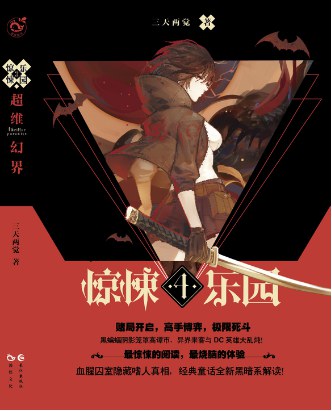 三天两觉 著
惊悚乐园
4
超维幻界
三天两觉 著
惊悚 4 乐园
赌局开启，高手博弈，极限死斗
黑蝙蝠阴影笼罩高谭市，异界来客与DC英雄大乱炖！
最惊悚的阅读，最烧脑的体验
血腥囚室隐藏噬人真相，经典童话全新黑暗系解读！